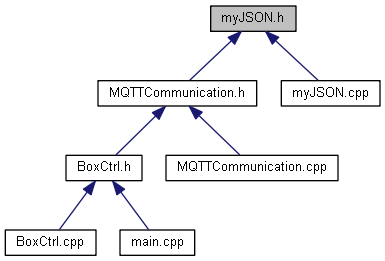 myJSON.h
MQTTCommunication.h
myJSON.cpp
BoxCtrl.h
MQTTCommunication.cpp
BoxCtrl.cpp
main.cpp